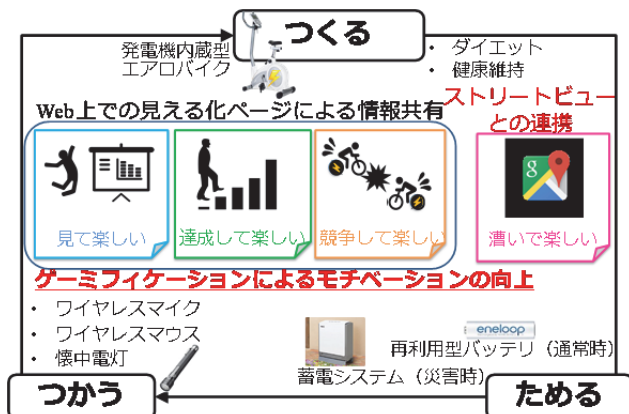 つくる
発電機内蔵型
エアロバイク
・ ダイエット
・ 健康維持
Web上での見える化ページによる情報共有
ストリートビュー
との連携
g
見て楽しい
達成して楽しい
競争して楽しい
漕いで楽しい
ゲーミフィケーションによるモチベーションの向上
・ ワイヤレスマイク
・ ワイヤレスマウス
・ 懐中電灯
eneloop
再利用型バッテリ（通常時）
蓄電システム（災害時）
つかう
ためる